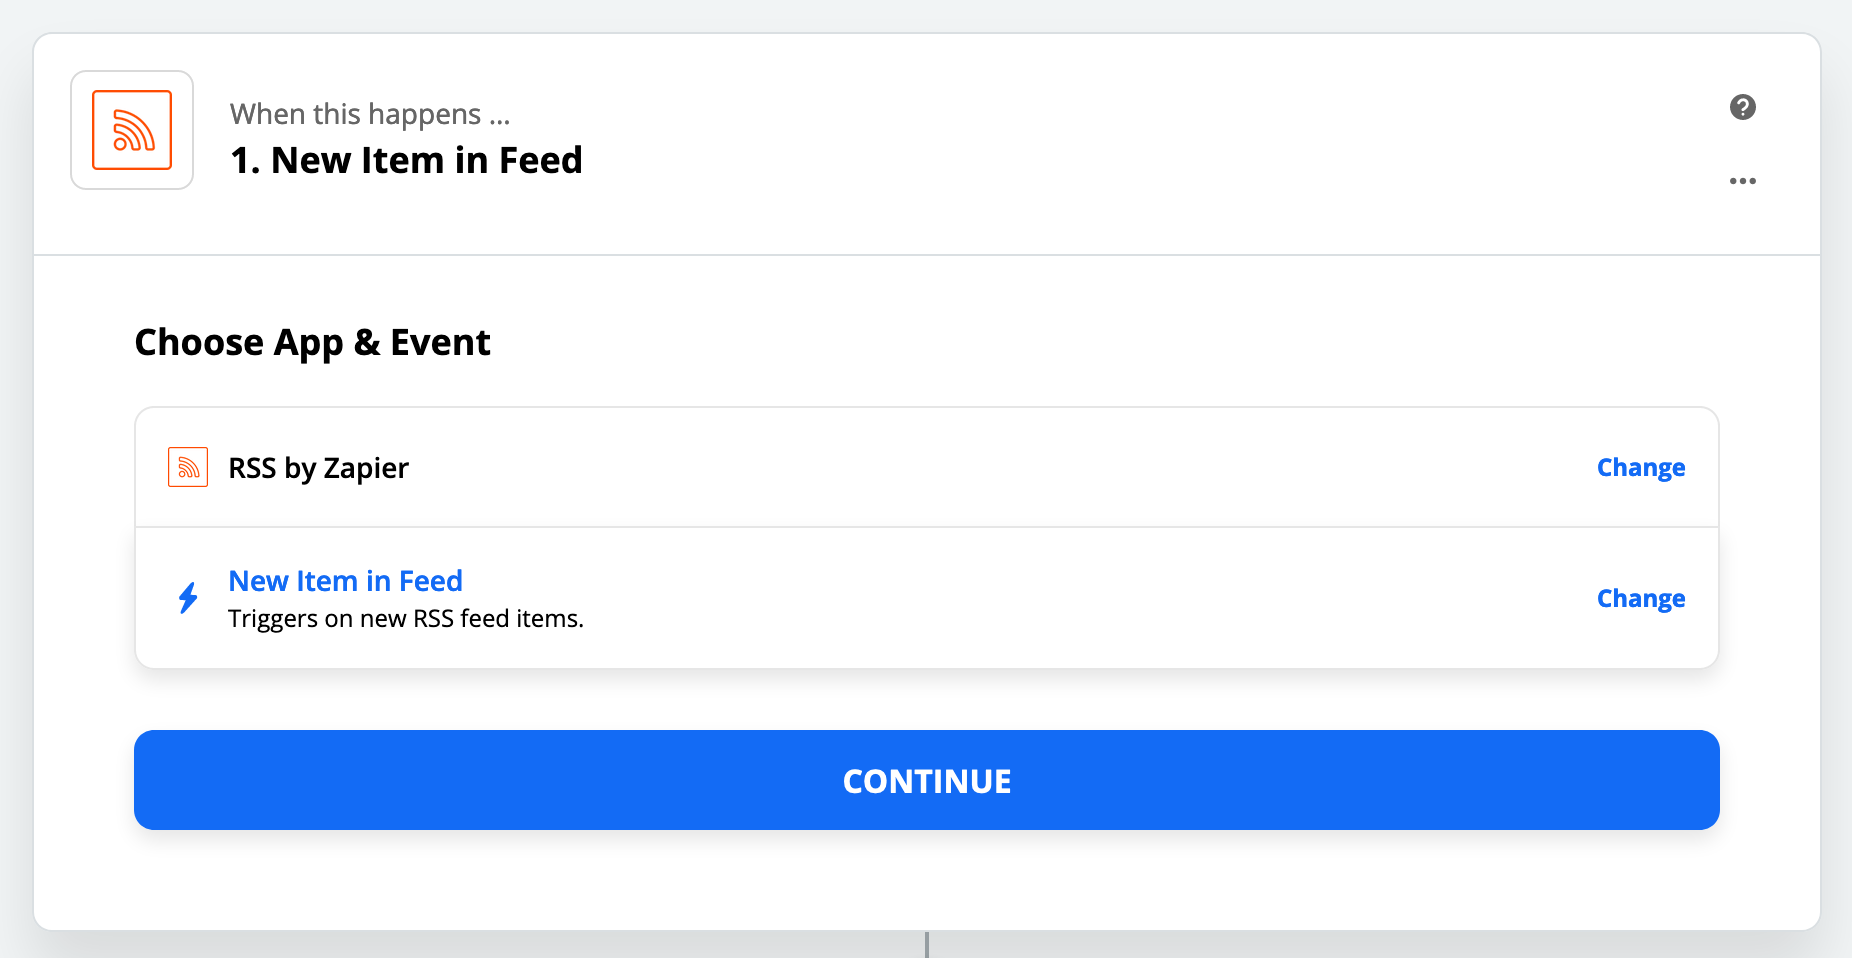 When this happens ...
1. New Item in Feed
Choose App & Event
RSS by Zapier
Change
New Item in Feed
Triggers on new RSS feed items.
Change
CONTINUE